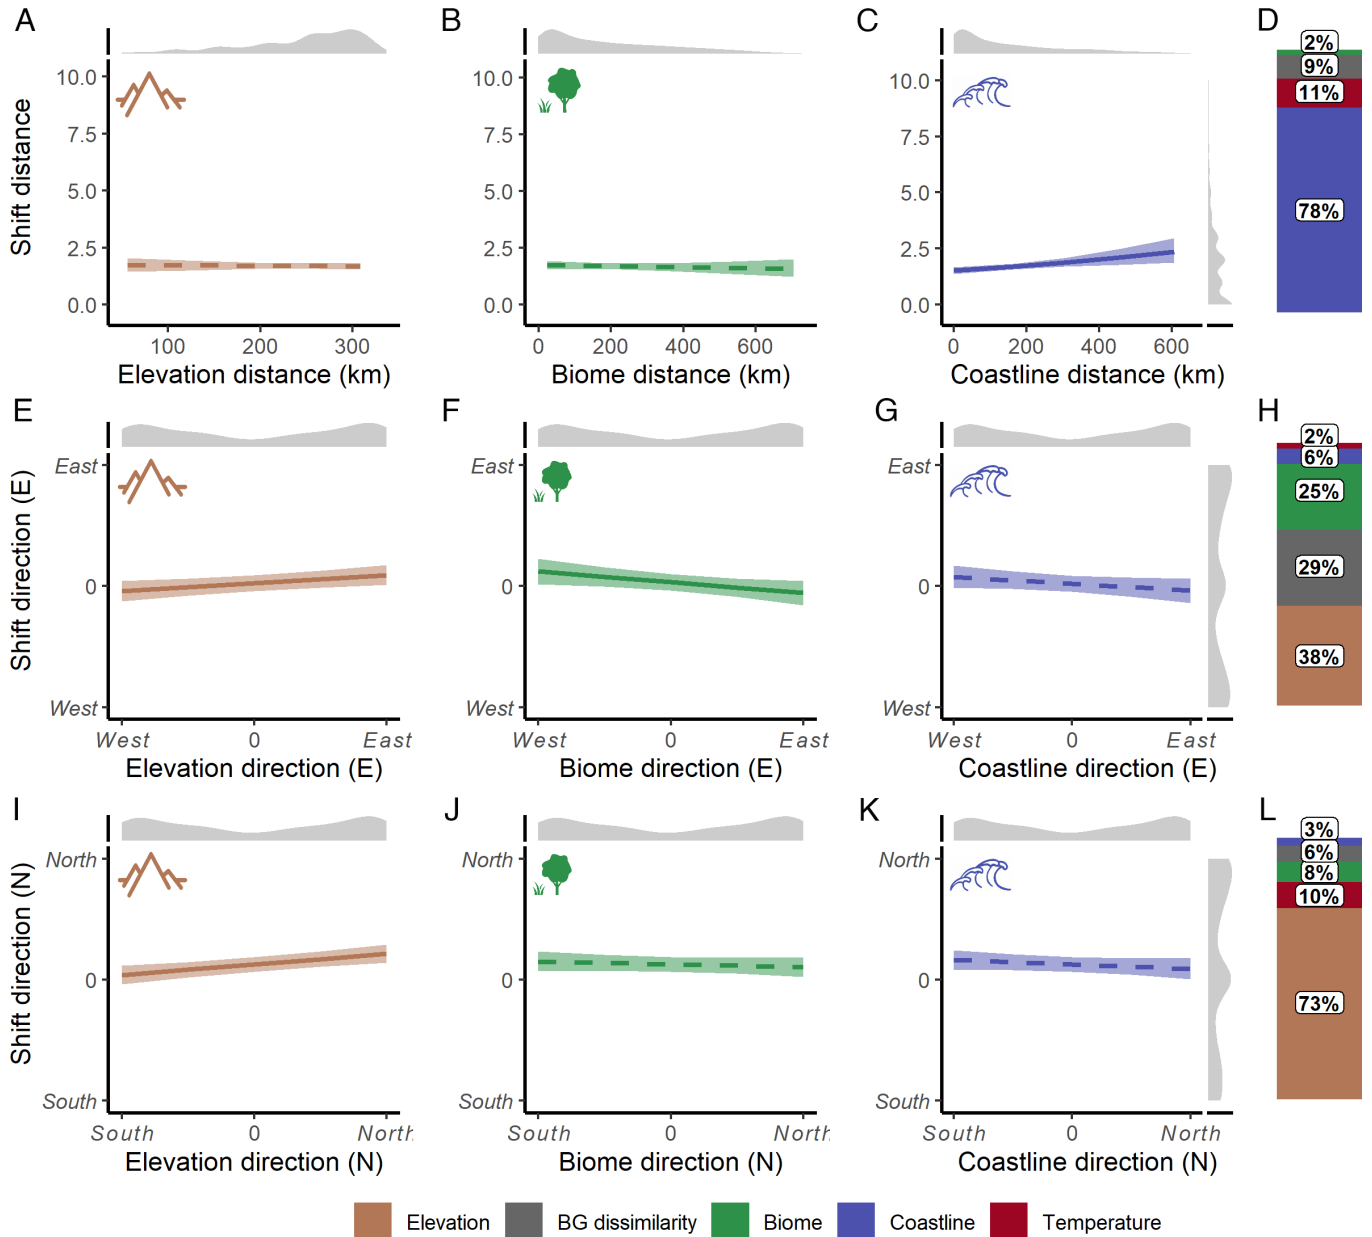 A
B
C
D
Shift distance
10.0
7.5
5.0
2.5
0.0
100
200
300
Elevation distance (km)
10.0
7.5
5.0
2.5
0.0
0
200
400
600
Biome distance (km)
10.0
7.5
5.0
2.5
0.0
0
200
400
600
Coastline distance (km)
2%
9%
11%
78%
E
F
G
H
Shift direction (E)
East
0
West
West
0
East
Elevation direction (E)
East
0
West
West
0
East
Biome direction (E)
East
0
West
West
0
East
Coastline direction (E)
2%
6%
25%
29%
38%
I
J
K
L
Shift direction (N)
North
0
South
South
0
North
Elevation direction (N)
North
0
South
South
0
North
Biome direction (N)
North
0
South
South
0
North
Coastline direction (N)
3%
6%
8%
10%
73%
Elevation
BG dissimilarity
Biome
Coastline
Temperature